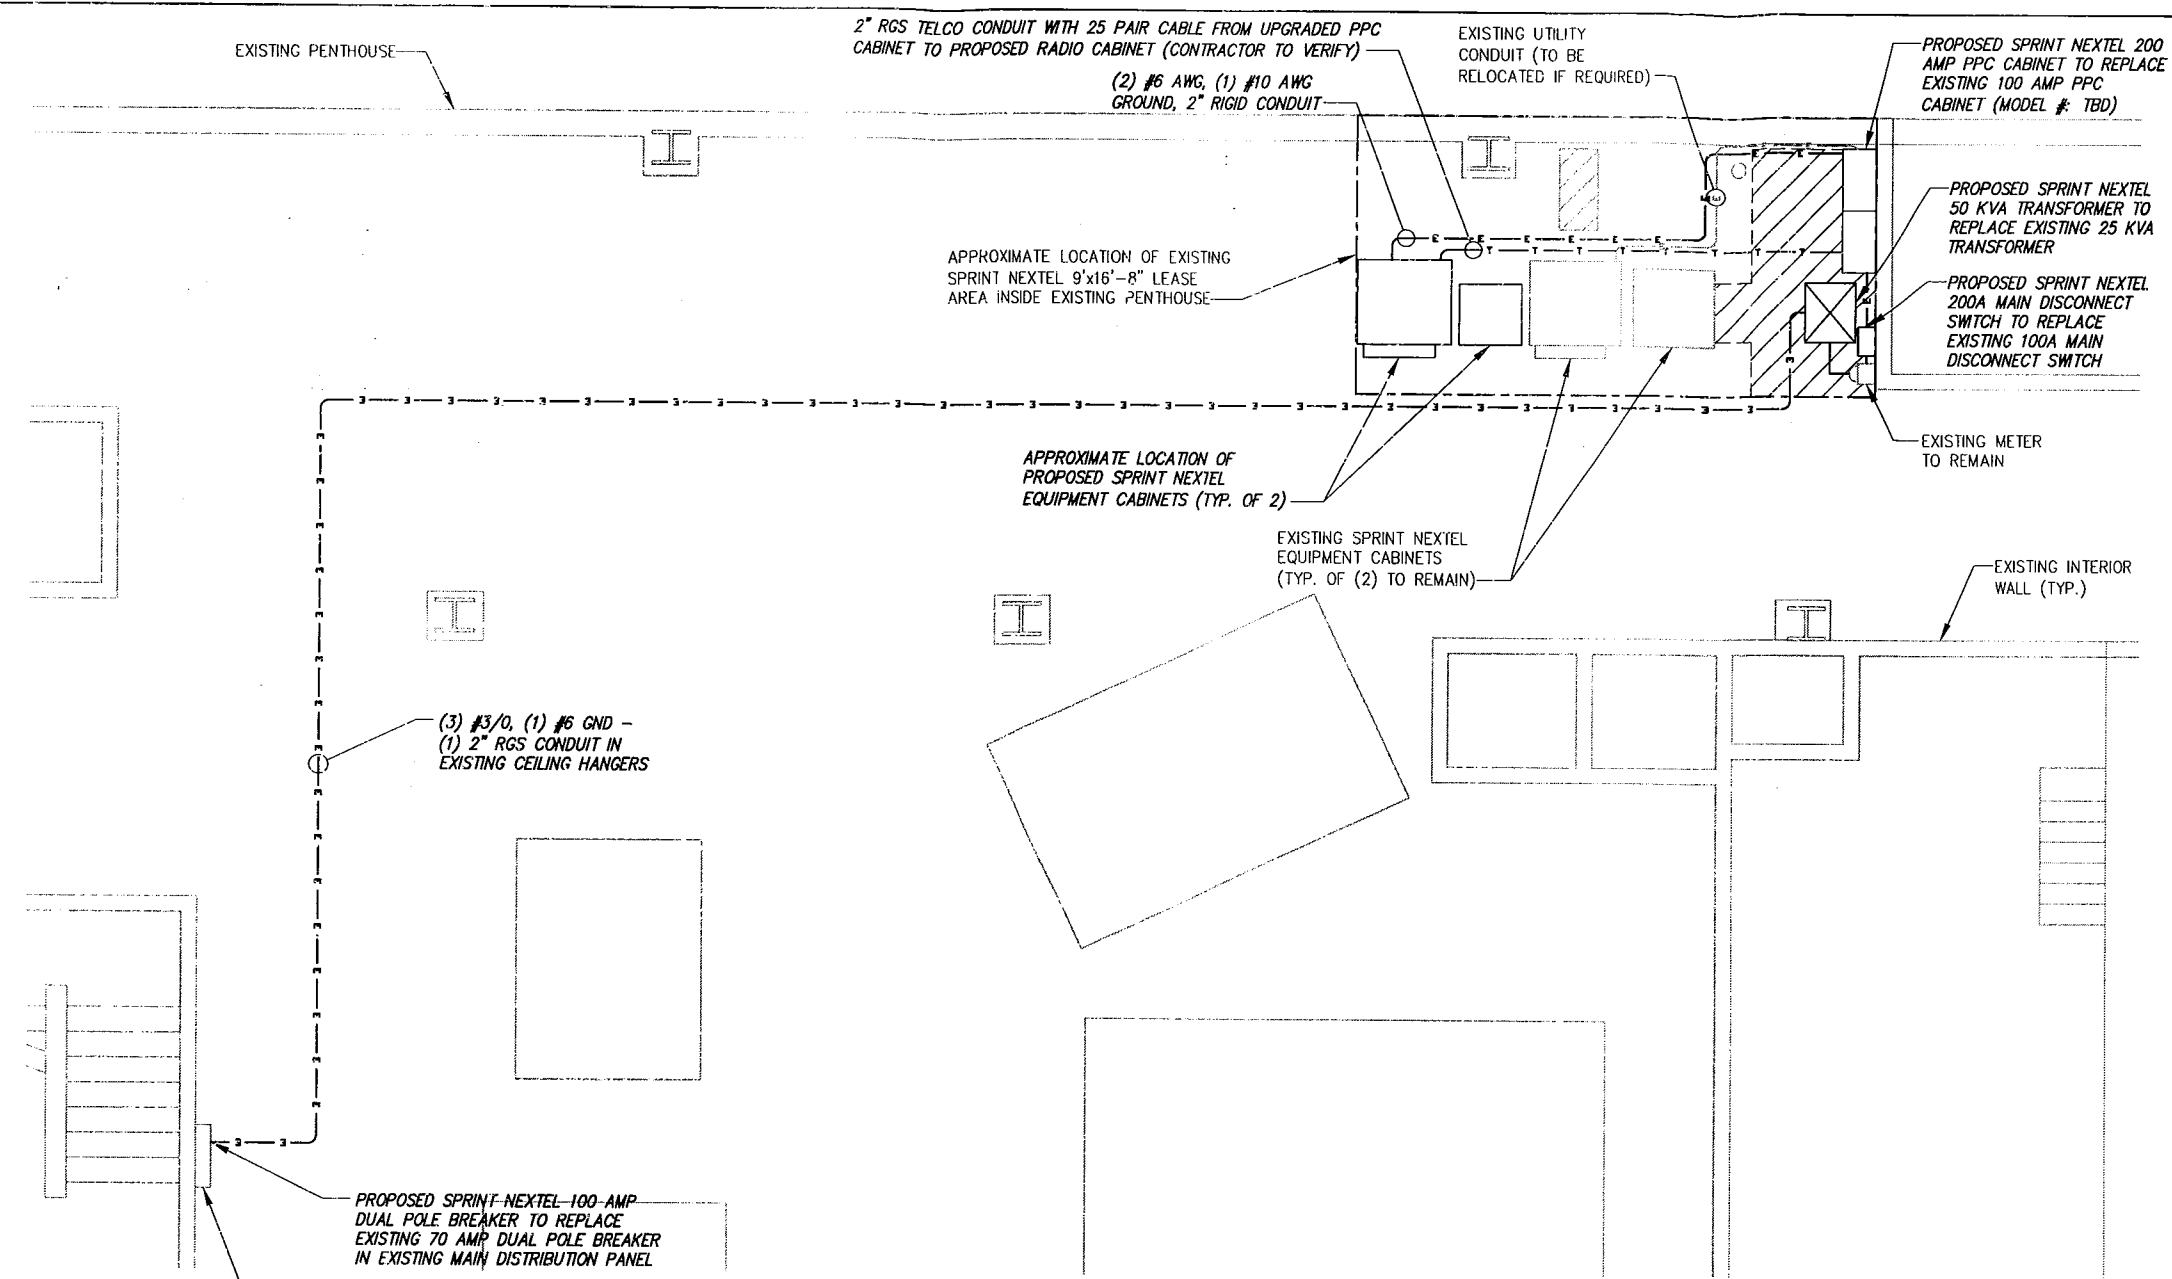 2" RGS TELCO CONDUIT WITH 25 PAIR CABLE FROM UPGRADED PPC
CABINET TO PROPOSED RADIO CABINET (CONTRACTOR TO VERIFY)
EXISTING PENTHOUSE
(2) #6 AWG, (1) #10 AWG
GROUND, 2" RIGID CONDUIT
EXISTING UTILITY
CONDUIT (TO BE
RELOCATED IF REQUIRED)
PROPOSED SPRINT NEXTEL 200
AMP PPC CABINET TO REPLACE
EXISTING 100 AMP PPC
CABINET (MODEL #: TBD)
PROPOSED SPRINT NEXTEL
50 KVA TRANSFORMER TO
REPLACE EXISTING 25 KVA
TRANSFORMER
APPROXIMATE LOCATION OF EXISTING
SPRINT NEXTEL 9'x16'-8" LEASE
AREA INSIDE EXISTING PENTHOUSE
PROPOSED SPRINT NEXTEL
200A MAIN DISCONNECT
SWITCH TO REPLACE
EXISTING 100A MAIN
DISCONNECT SWITCH
EXISTING METER
TO REMAIN
APPROXIMATE LOCATION OF
PROPOSED SPRINT NEXTEL
EQUIPMENT CABINETS (TYP. OF 2)
EXISTING SPRINT NEXTEL
EQUIPMENT CABINETS
(TYP. OF (2) TO REMAIN)
EXISTING INTERIOR
WALL (TYP.)
(3) #3/0, (1) #6 GND -
(1) 2" RGS CONDUIT IN
EXISTING CEILING HANGERS
PROPOSED SPRINT NEXTEL 100 AMP
DUAL POLE BREAKER TO REPLACE
EXISTING 70 AMP DUAL POLE BREAKER
IN EXISTING MAIN DISTRIBUTION PANEL